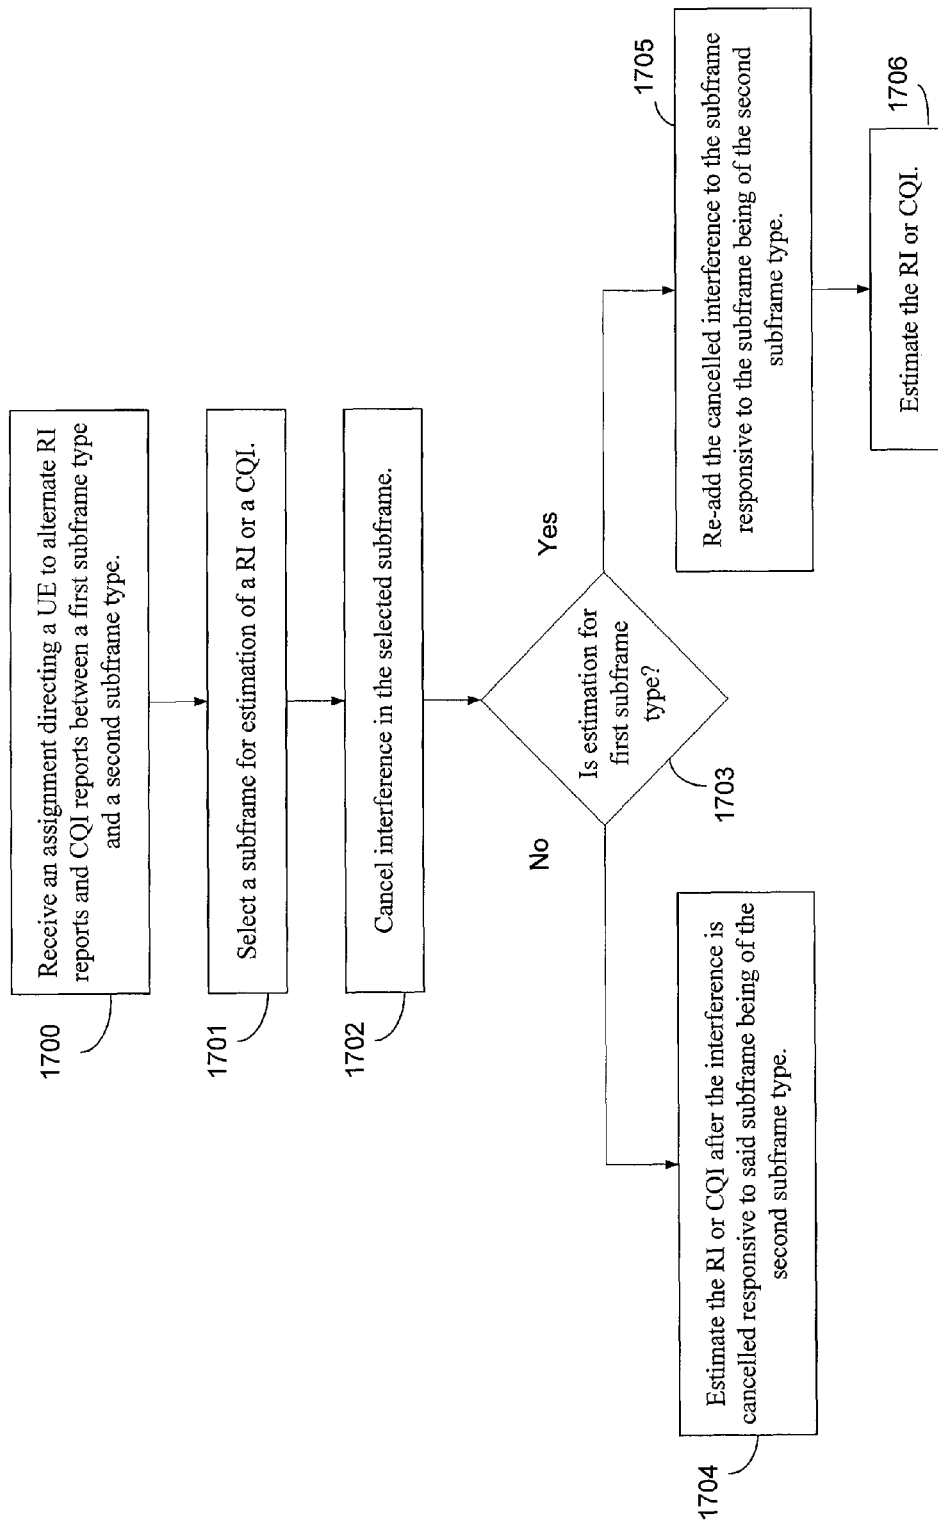 1700
Receive an assignment directing a UE to alternate RI
reports and CQI reports between a first subframe type
and a second subframe type.
1701
Select a subframe for estimation of a RI or a CQI.
1702
Cancel interference in the selected subframe.
Is estimation for
first subframe
type?
1703
No
Yes
1704
Estimate the RI or CQI after the interference is
cancelled responsive to said subframe being of the
second subframe type.
1705
Re-add the cancelled interference to the subframe
responsive to the subframe being of the second
subframe type.
1706
Estimate the RI or CQI.